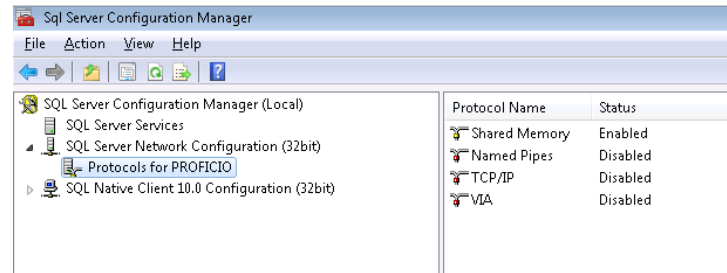 Sql Server Configuration Manager
File Action View Help
SQL Server Configuration Manager (Local)
SQL Server Services
SQL Server Network Configuration (32bit)
Protocols for PROFICIO
SQL Native Client 10.0 Configuration (32bit)
Protocol Name Status
Shared Memory Enabled
Named Pipes Disabled
TCP/IP Disabled
VIA Disabled